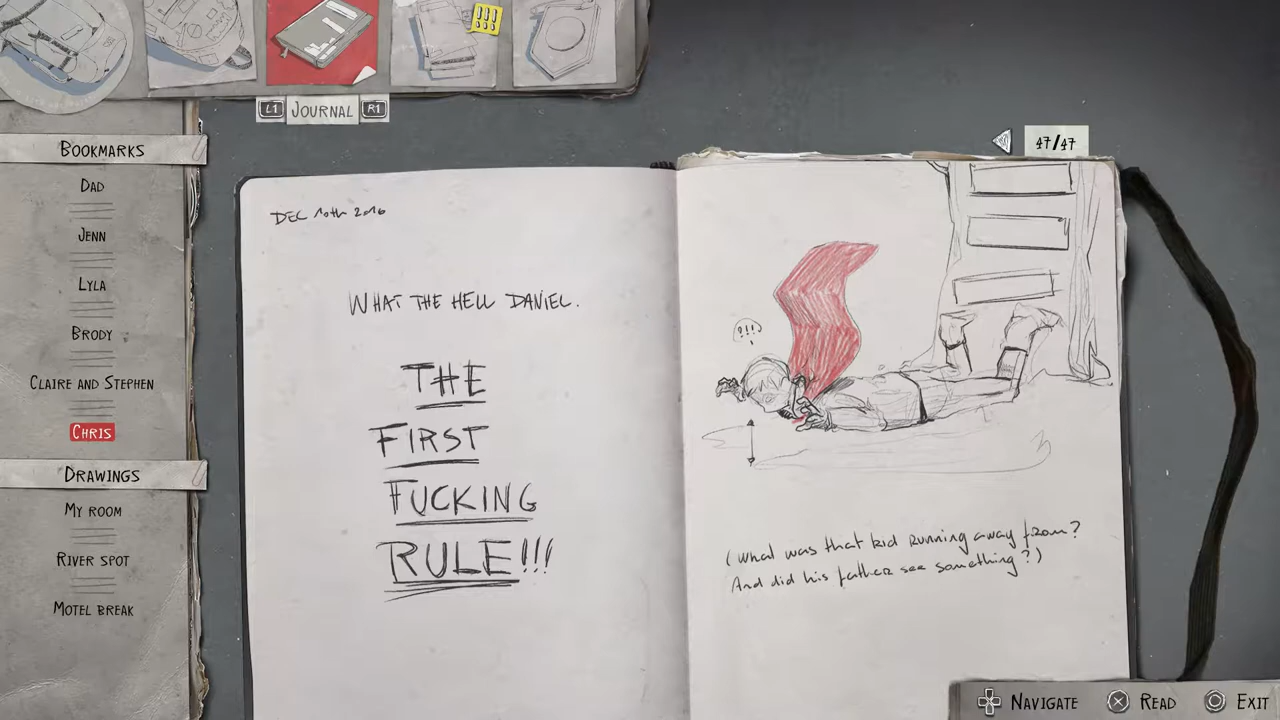 L1 JOURNAL R1
47/47
BOOKMARKS
DAD
JENN
LYLA
BRODY
CLAIRE AND STEPHEN
CHRIS
DRAWINGS
MY ROOM
RIVER SPOT
MOTEL BREAK
DEC 10th 2016
WHAT THE HELL DANIEL.
THE
FIRST
FUCKING
RULE!!!
?!!
(What was that kid running away from?
And did his father see something?)
NAVIGATE READ EXIT